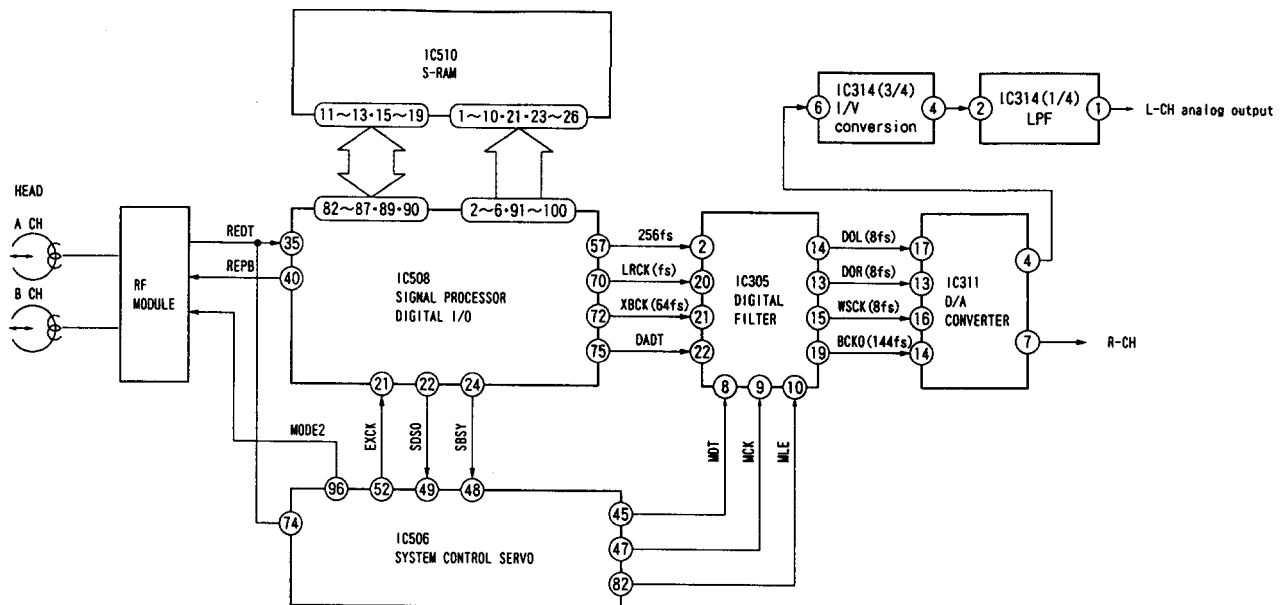 IC510
S-RAM
11~13·15~19
1~10·21·23~26
6
IC314(3/4)
I/V
conversion
4
2
IC314(1/4)
LPF
1
L-CH analog output
HEAD
A CH
B CH
RF
MODULE
REDT
REPB
MODE2
82~87·89·90
2~6·91~100
35
40
IC508
SIGNAL PROCESSOR
DIGITAL I/O
57
70
72
75
21
22
24
256fs
LRCK(fs)
XBCK(64fs)
DADT
2
20
21
22
IC305
DIGITAL
FILTER
14
13
15
19
8
9
10
DOL(8fs)
DOR(8fs)
WSCK(8fs)
BCKO(144fs)
17
13
16
14
IC311
D/A
CONVERTER
4
7
R-CH
EXCK
SDSO
SBSY
MDT
MCK
MLE
96
52
49
48
74
IC506
SYSTEM CONTROL SERVO
45
47
82